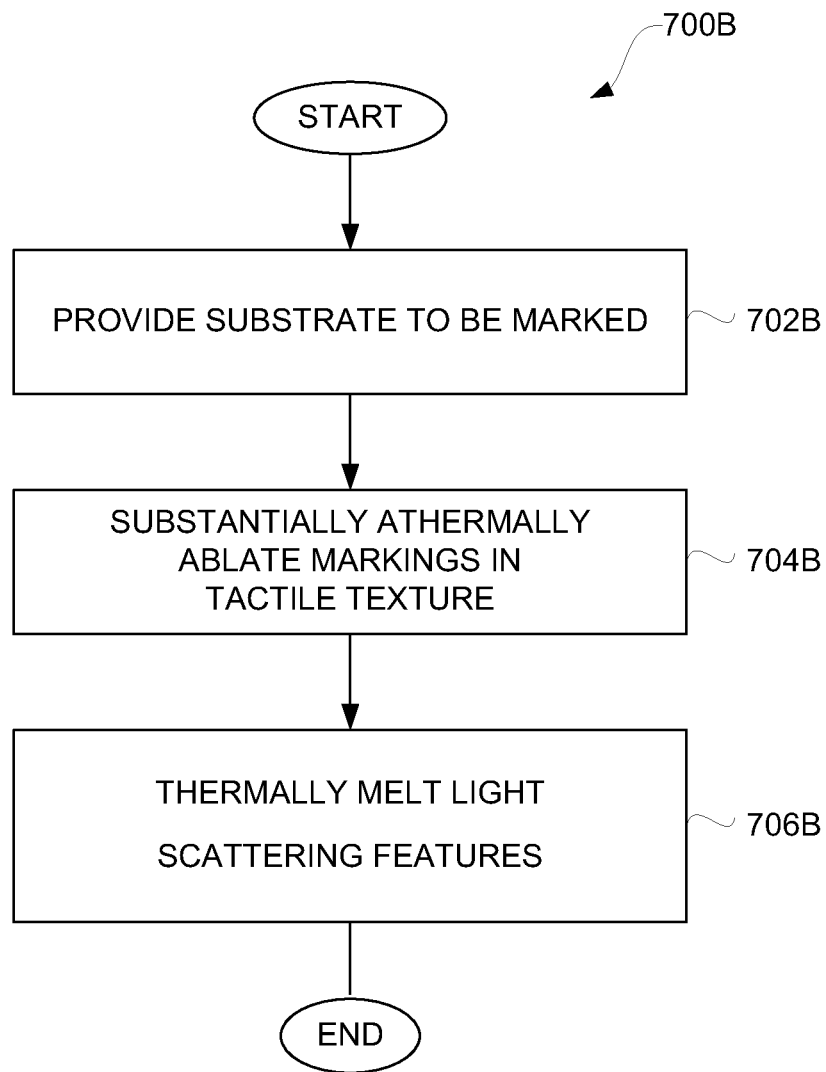 700B
START
PROVIDE SUBSTRATE TO BE MARKED
702B
SUBSTANTIALLY ATHERMALLY
ABLATE MARKINGS IN
TACTILE TEXTURE
704B
THERMALLY MELT LIGHT
SCATTERING FEATURES
706B
END